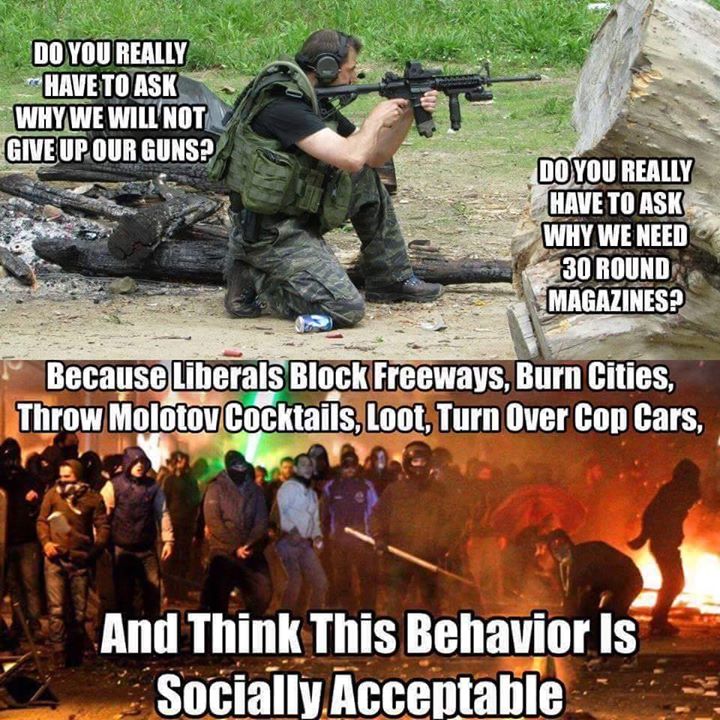 DO YOU REALLY
HAVE TO ASK
WHY WE WILL NOT
GIVE UP OUR GUNS?
DO YOU REALLY
HAVE TO ASK
WHY WE NEED
30 ROUND
MAGAZINES?
Because Liberals Block Freeways, Burn Cities,
Throw Molotov Cocktails, Loot, Turn Over Cop Cars,
And Think This Behavior Is
Socially Acceptable